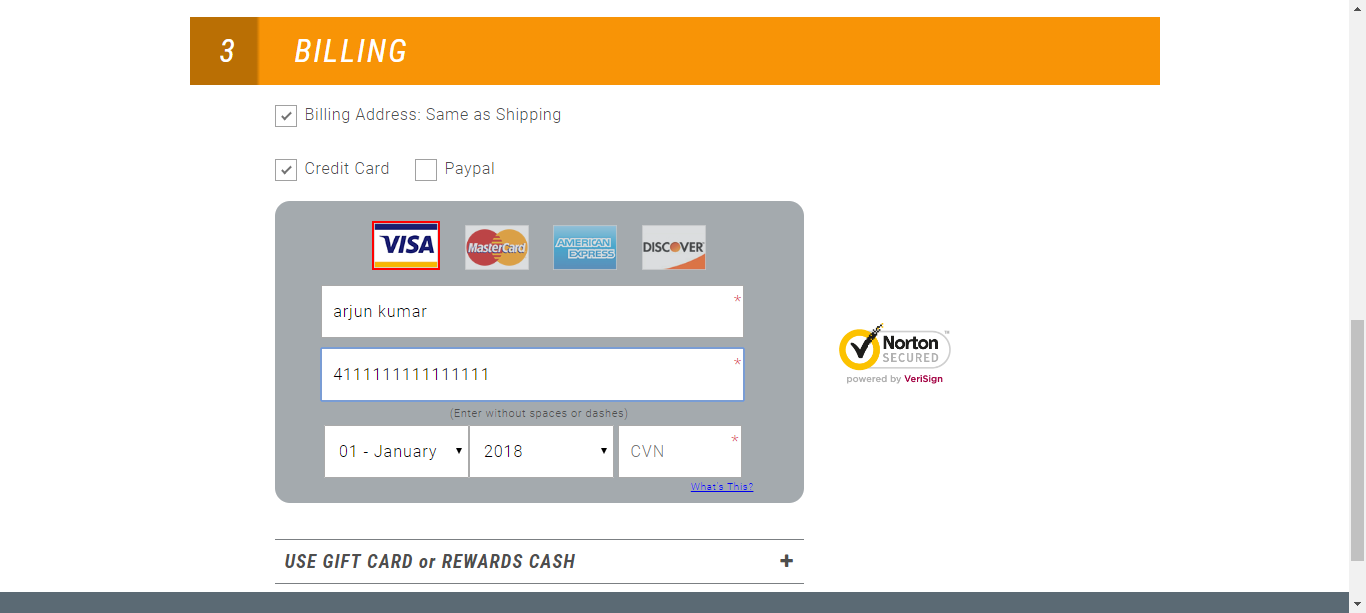 3 BILLING
Billing Address: Same as Shipping
Credit Card Paypal
VISA MasterCard AMERICAN EXPRESS DISCOVER
arjun kumar *
4111111111111111 *
(Enter without spaces or dashes)
01 - January 2018 CVN *
What's This?
Norton
SECURED
powered by VeriSign
USE GIFT CARD or REWARDS CASH +